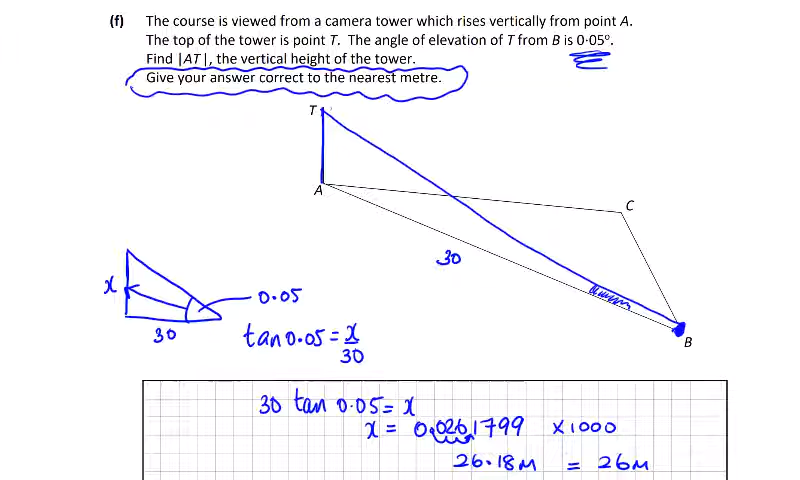 (f) The course is viewed from a camera tower which rises vertically from point A.
The top of the tower is point T. The angle of elevation of T from B is 0·05°.
Find |AT|, the vertical height of the tower.
Give your answer correct to the nearest metre.
T
A
C
30
B
x
0.05
30
tan 0.05 = x/30
30 tan 0.05 = x
x = 0.0261799 ×1000
26.18M = 26M